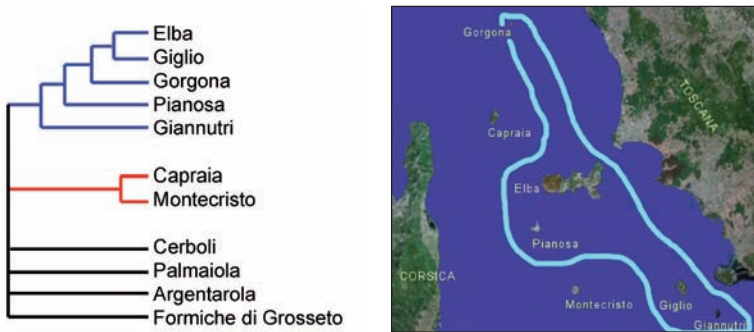 Elba
Giglio
Gorgona
Pianosa
Giannutri
Capraia
Montecristo
Cerboli
Palmaiola
Argentarola
Formiche di Grosseto
Gorgona
TOSCANA
Capraia
Elba
Pianosa
CORSICA
Montecristo
Giglio
Giannutri